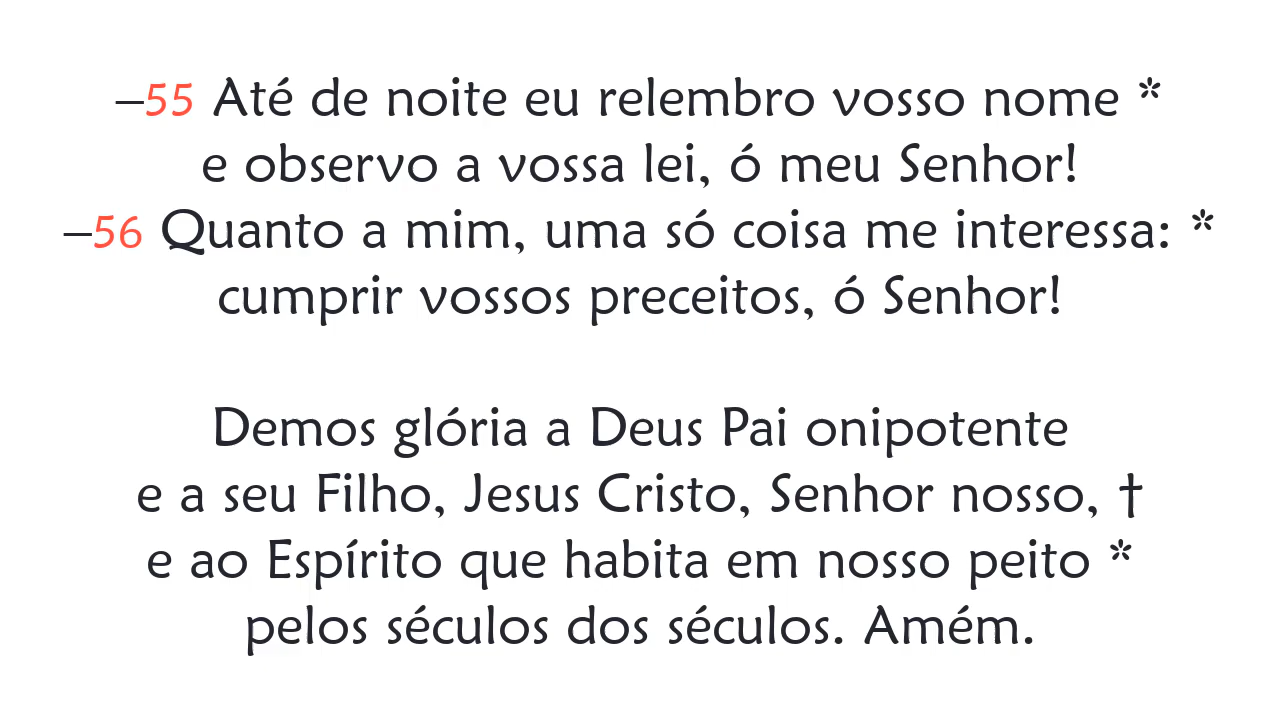 –55 Até de noite eu relembro vosso nome *
e observo a vossa lei, ó meu Senhor!
–56 Quanto a mim, uma só coisa me interessa: *
cumprir vossos preceitos, ó Senhor!
Demos glória a Deus Pai onipotente
e a seu Filho, Jesus Cristo, Senhor nosso, †
e ao Espírito que habita em nosso peito *
pelos séculos dos séculos. Amém.